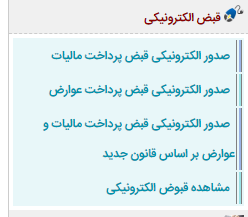 قبض الکترونیکی
صدور الکترونیکی قبض پرداخت مالیات
صدور الکترونیکی قبض پرداخت عوارض
صدور الکترونیکی قبض پرداخت مالیات و
عوارض بر اساس قانون جدید
مشاهده قبوض الکترونیکی